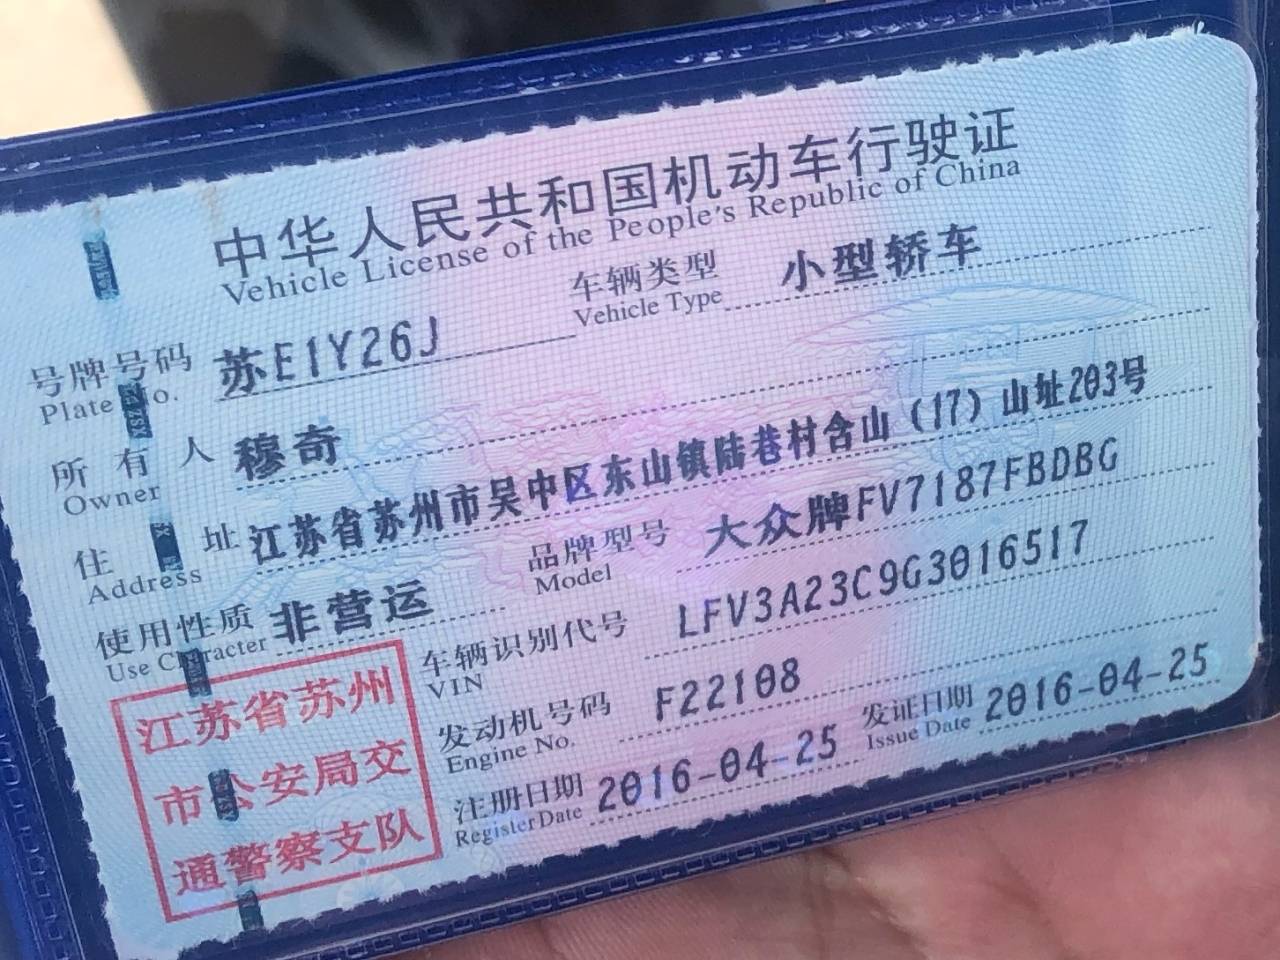 中华人民共和国机动车行驶证
Vehicle License of the People's Republic of China
号牌号码 苏E1Y26J 车辆类型 小型轿车
Plate No. Vehicle Type
所有人 穆奇
Owner
住址 江苏省苏州市吴中区东山镇陆巷村含山（17）山址203号
Address
使用性质 非营运 品牌型号 大众牌FV7187FBDBG
Use Character Model
车辆识别代号 LFV3A23C9G3016517
VIN
发动机号码 F22108
Engine No.
注册日期 2016-04-25 发证日期 2016-04-25
Register Date Issue Date
江苏省苏州
市公安局交
通警察支队